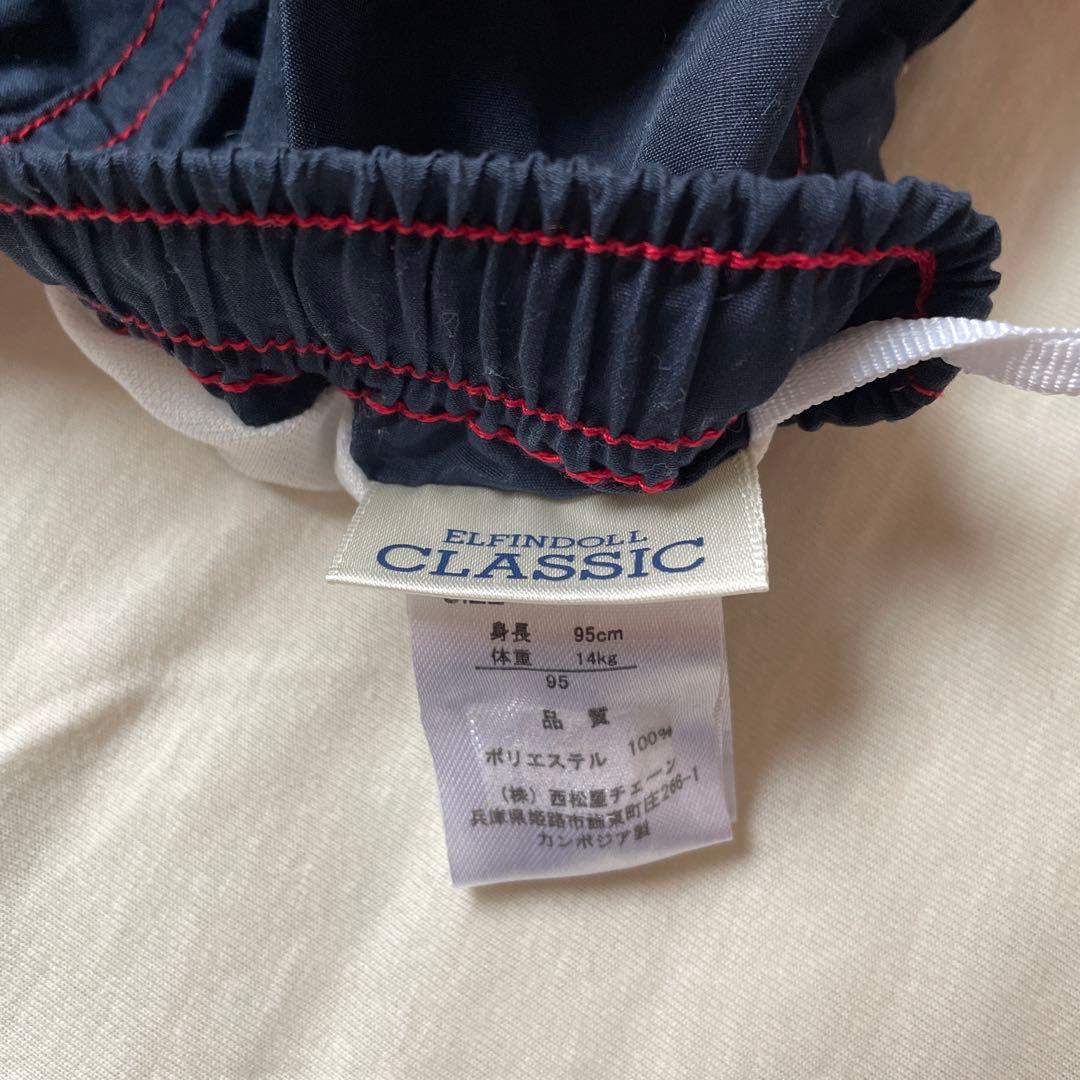 ELFINDOLL
CLASSIC
身長 95cm
体重 14kg
95
品質
ポリエステル 100%
(株)西松屋チェーン
兵庫県姫路市飾東町庄266-1
カンボジア製